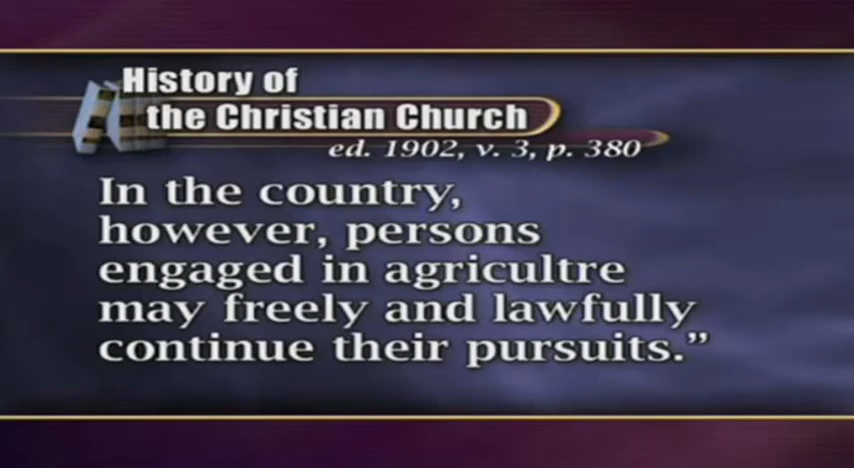 History of
the Christian Church
ed. 1902, v. 3, p. 380
In the country,
however, persons
engaged in agricultre
may freely and lawfully
continue their pursuits.”